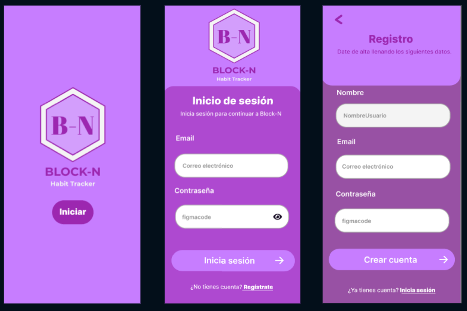 B-N
BLOCK-N
Habit Tracker
Iniciar
B-N
BLOCK-N
Habit Tracker
Inicio de sesión
Inicia sesión para continuar a Block-N
Email
Correo electrónico
Contraseña
figmacode
Inicia sesión
¿No tienes cuenta? Regístrate
Registro
Date de alta llenando los siguientes datos.
Nombre
NombreUsuario
Email
Correo electrónico
Contraseña
figmacode
Crear cuenta
¿Ya tienes cuenta? Inicia sesión